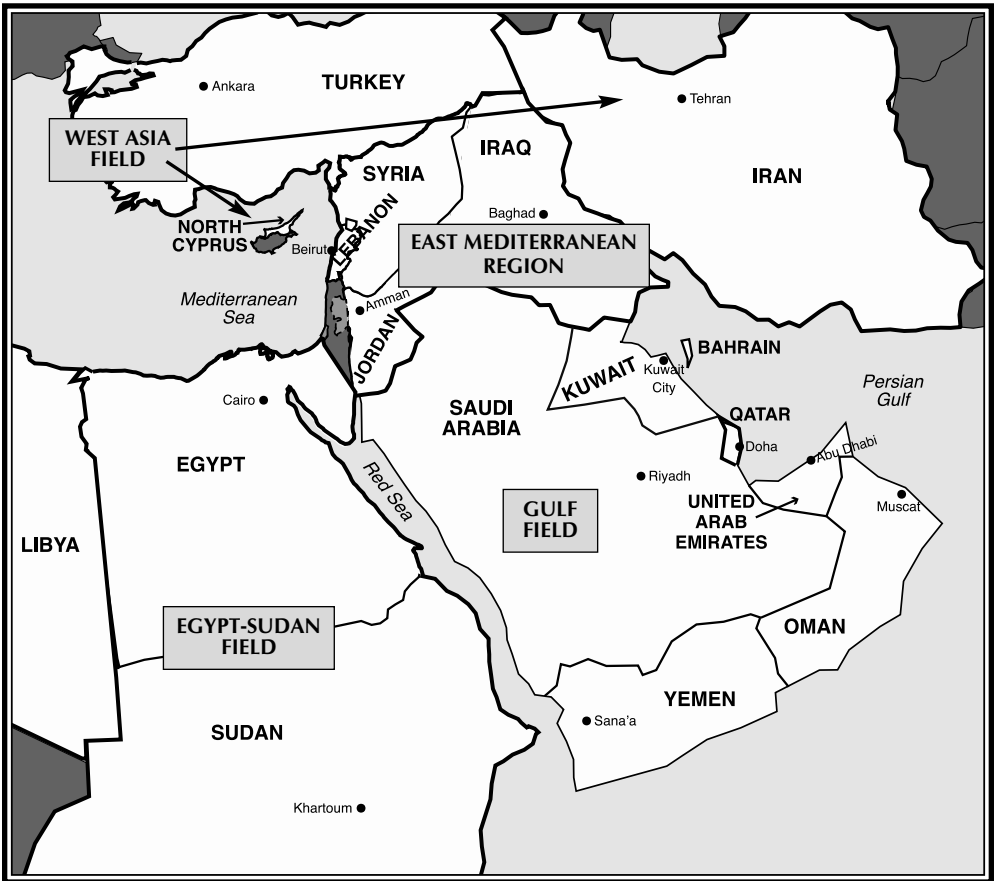 Ankara
TURKEY
Tehran
WEST ASIA
FIELD
IRAQ
SYRIA
IRAN
NORTH
CYPRUS
LEBANON
Baghdad
Beirut
EAST MEDITERRANEAN
REGION
Mediterranean
Sea
Amman
JORDAN
KUWAIT
Kuwait
City
BAHRAIN
Persian
Gulf
Cairo
SAUDI
ARABIA
QATAR
Doha
Abu Dhabi
EGYPT
Red Sea
Riyadh
UNITED
ARAB
EMIRATES
Muscat
GULF
FIELD
LIBYA
EGYPT-SUDAN
FIELD
OMAN
YEMEN
Sana'a
SUDAN
Khartoum